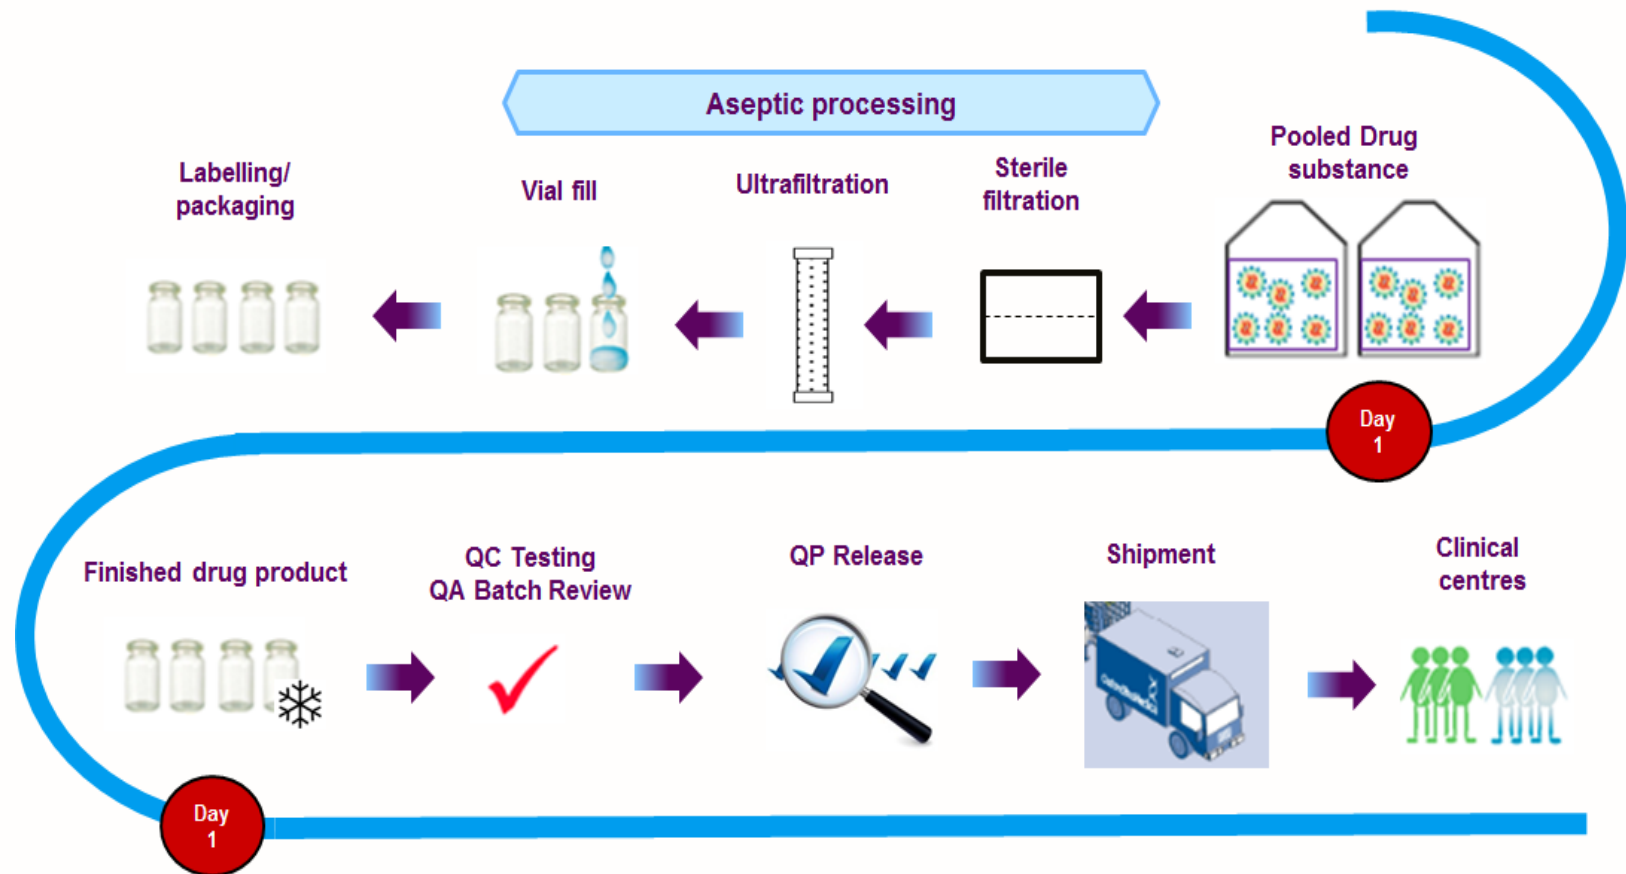 Aseptic processing
Pooled Drug
substance
Sterile
filtration
Ultrafiltration
Vial fill
Labelling/
packaging
Day
1
Finished drug product
QC Testing
QA Batch Review
QP Release
Shipment
Clinical
centres
Day
1